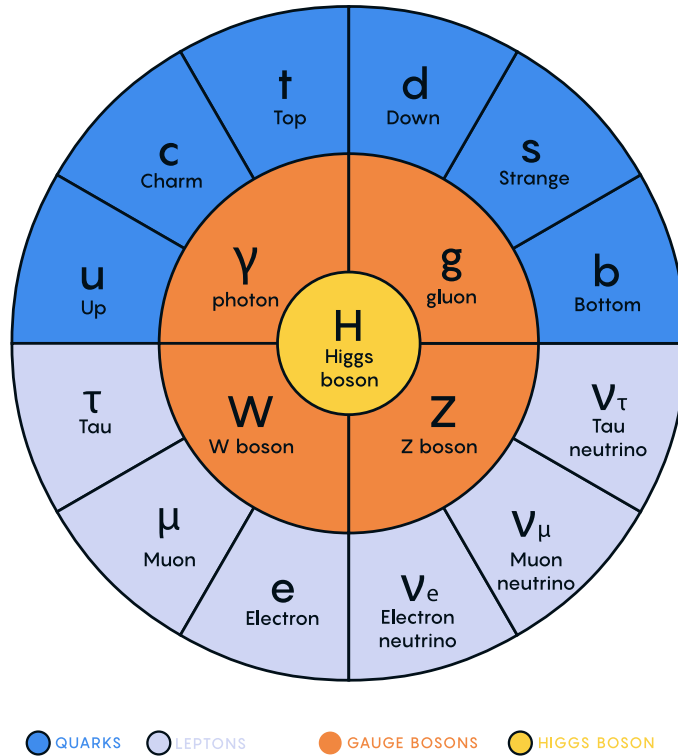 t
Top
d
Down
c
Charm
s
Strange
u
Up
b
Bottom
γ
photon
g
gluon
H
Higgs
boson
W
W boson
Z
Z boson
τ
Tau
ντ
Tau
neutrino
μ
Muon
νμ
Muon
neutrino
e
Electron
νe
Electron
neutrino
QUARKS
LEPTONS
GAUGE BOSONS
HIGGS BOSON